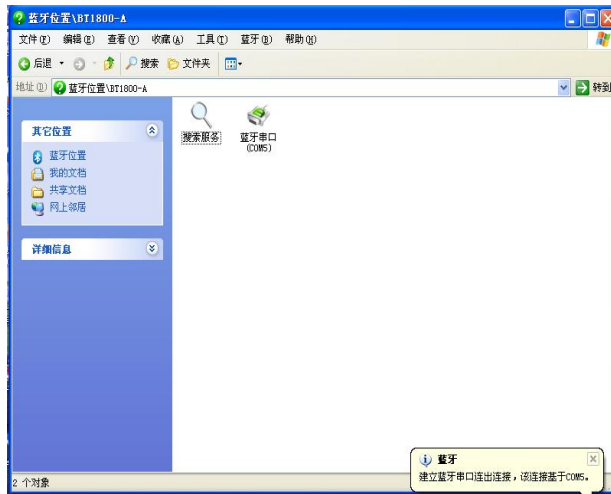 蓝牙位置\BT1800-A
文件(F) 编辑(E) 查看(V) 收藏(A) 工具(T) 蓝牙(B) 帮助(H)
后退 搜索 文件夹
地址(D) 蓝牙位置\BT1800-A 转到
其它位置
蓝牙位置
我的文档
共享文档
网上邻居
详细信息
搜索服务
蓝牙串口
(COM5)
蓝牙
建立蓝牙串口连出连接，该连接基于COM5。
2 个对象